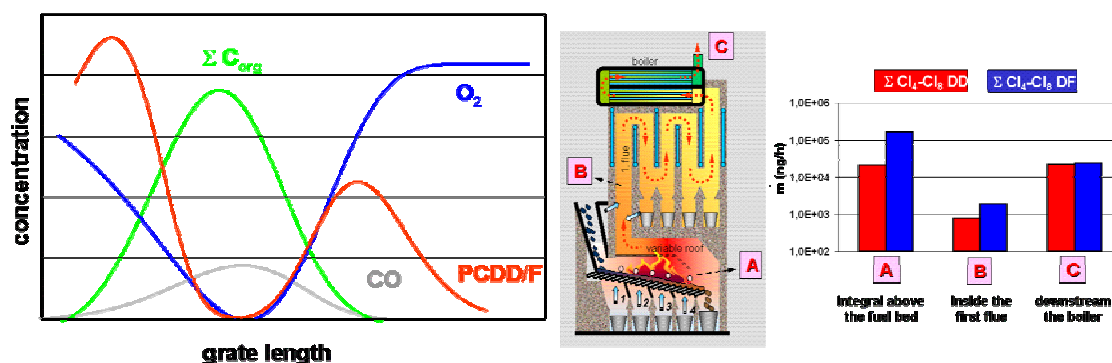 Σ Corg
O2
CO
PCDD/F
concentration
grate length
C
boiler
1. flue
B
variable roof
A
1 2 3 4
Σ Cl4-Cl8 DD
Σ Cl4-Cl8 DF
1,0E+06
1,0E+05
1,0E+04
1,0E+03
1,0E+02
ṁ (ng/h)
A
B
C
integral above
the fuel bed
inside the
first flue
downstream
the boiler